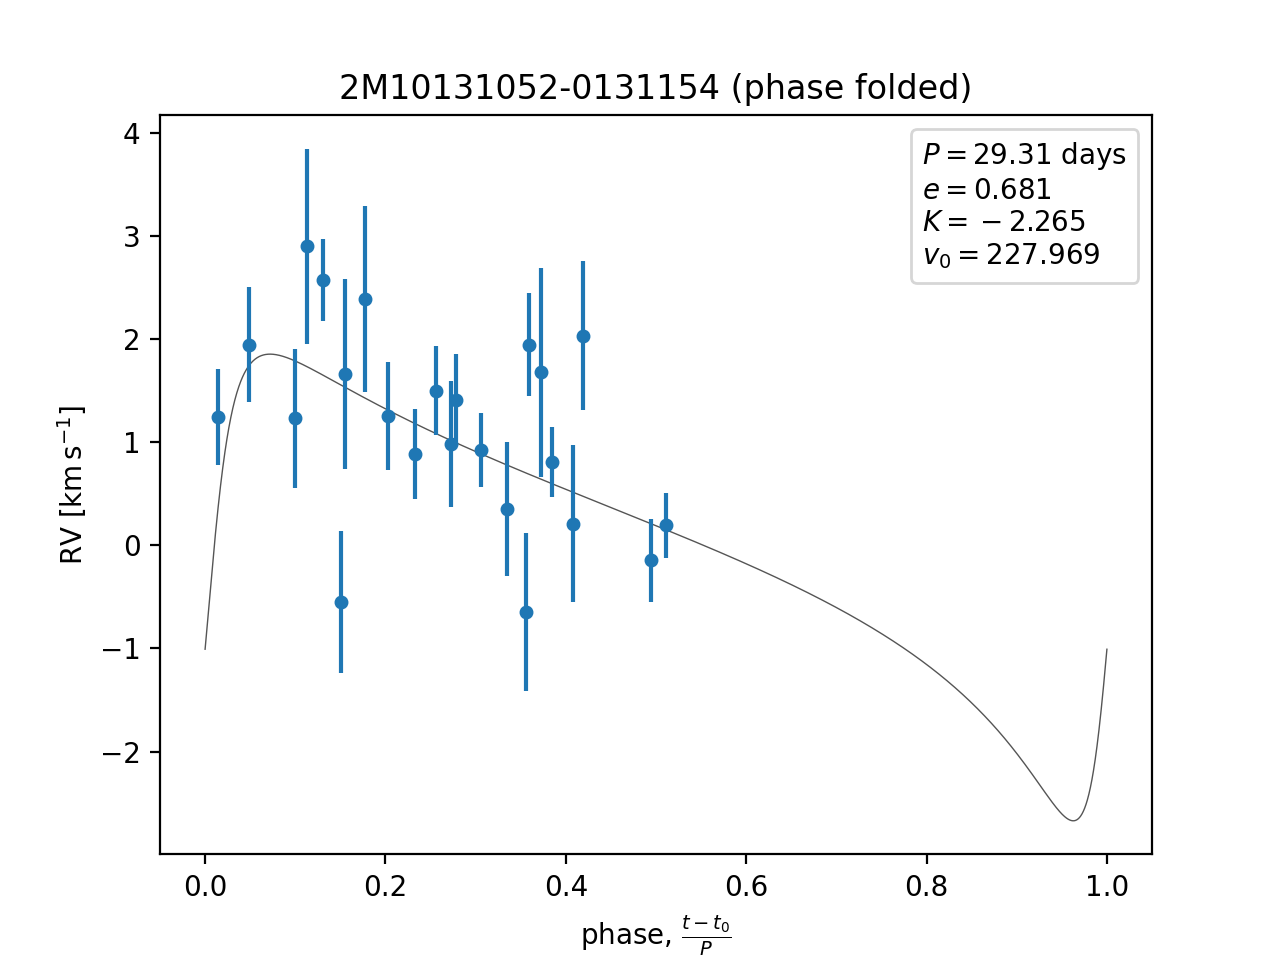 2M10131052-0131154 (phase folded)
P = 29.31 days
e = 0.681
K = −2.265
v₀ = 227.969
4
3
2
1
0
−1
−2
RV [km s⁻¹]
0.0 0.2 0.4 0.6 0.8 1.0
phase, (t − t₀)/P